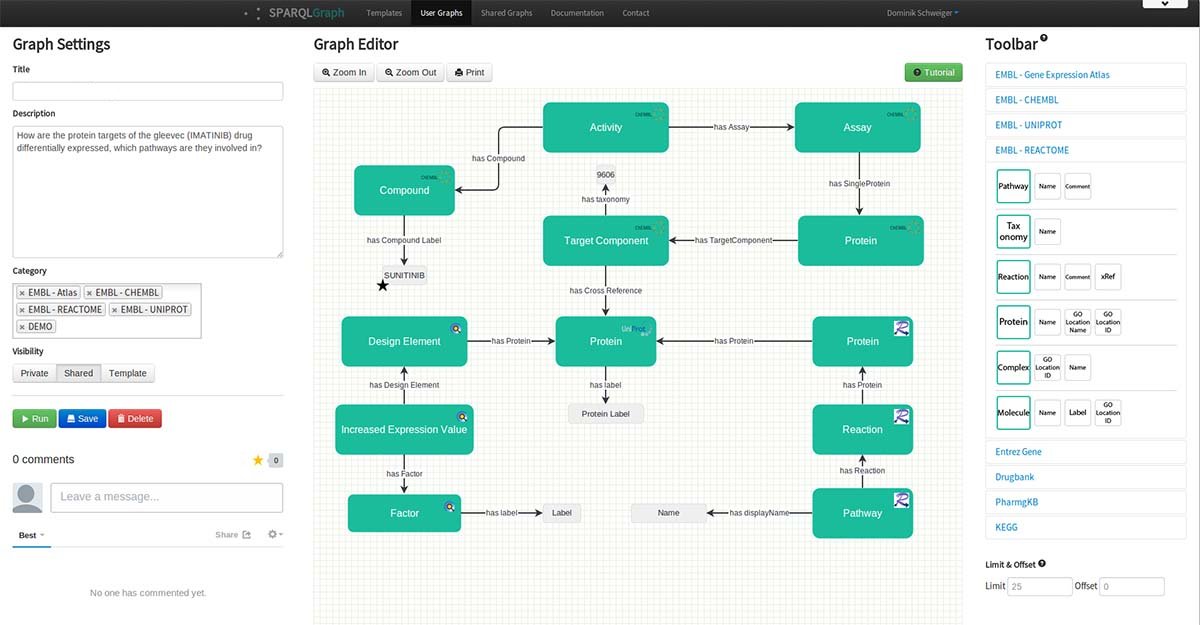 SPARQLGraph Templates User Graphs Shared Graphs Documentation Contact Dominik Schweiger
Graph Settings
Title
Description
How are the protein targets of the gleevec (IMATINIB) drug
differentially expressed, which pathways are they involved in?
Category
× EMBL - Atlas × EMBL - CHEMBL
× EMBL - REACTOME × EMBL - UNIPROT
× DEMO
Visibility
Private Shared Template
Run Save Delete
0 comments 0
Leave a message...
Best Share
No one has commented yet.
Graph Editor
Zoom In Zoom Out Print Tutorial
CHEMBL
Activity
has Assay
CHEMBL
Assay
has Compound
CHEMBL
Compound
9606
has taxonomy
has SingleProtein
has Compound Label
CHEMBL
Target Component
has TargetComponent
CHEMBL
Protein
SUNITINIB
has Cross Reference
Design Element
has Protein
UniProt
Protein
has Protein
Protein
has Design Element
has label
has Protein
Increased Expression Value
Protein Label
Reaction
has Factor
has Reaction
Factor
has label
Label
Name
has displayName
Pathway
Toolbar
EMBL - Gene Expression Atlas
EMBL - CHEMBL
EMBL - UNIPROT
EMBL - REACTOME
Pathway Name Comment
Tax
onomy
Name
Reaction Name Comment xRef
Protein Name
GO
Location
Name
GO
Location
ID
Complex
GO
Location
ID
Name
Molecule Name Label
GO
Location
ID
Entrez Gene
Drugbank
PharmgKB
KEGG
Limit & Offset
Limit 25 Offset 0